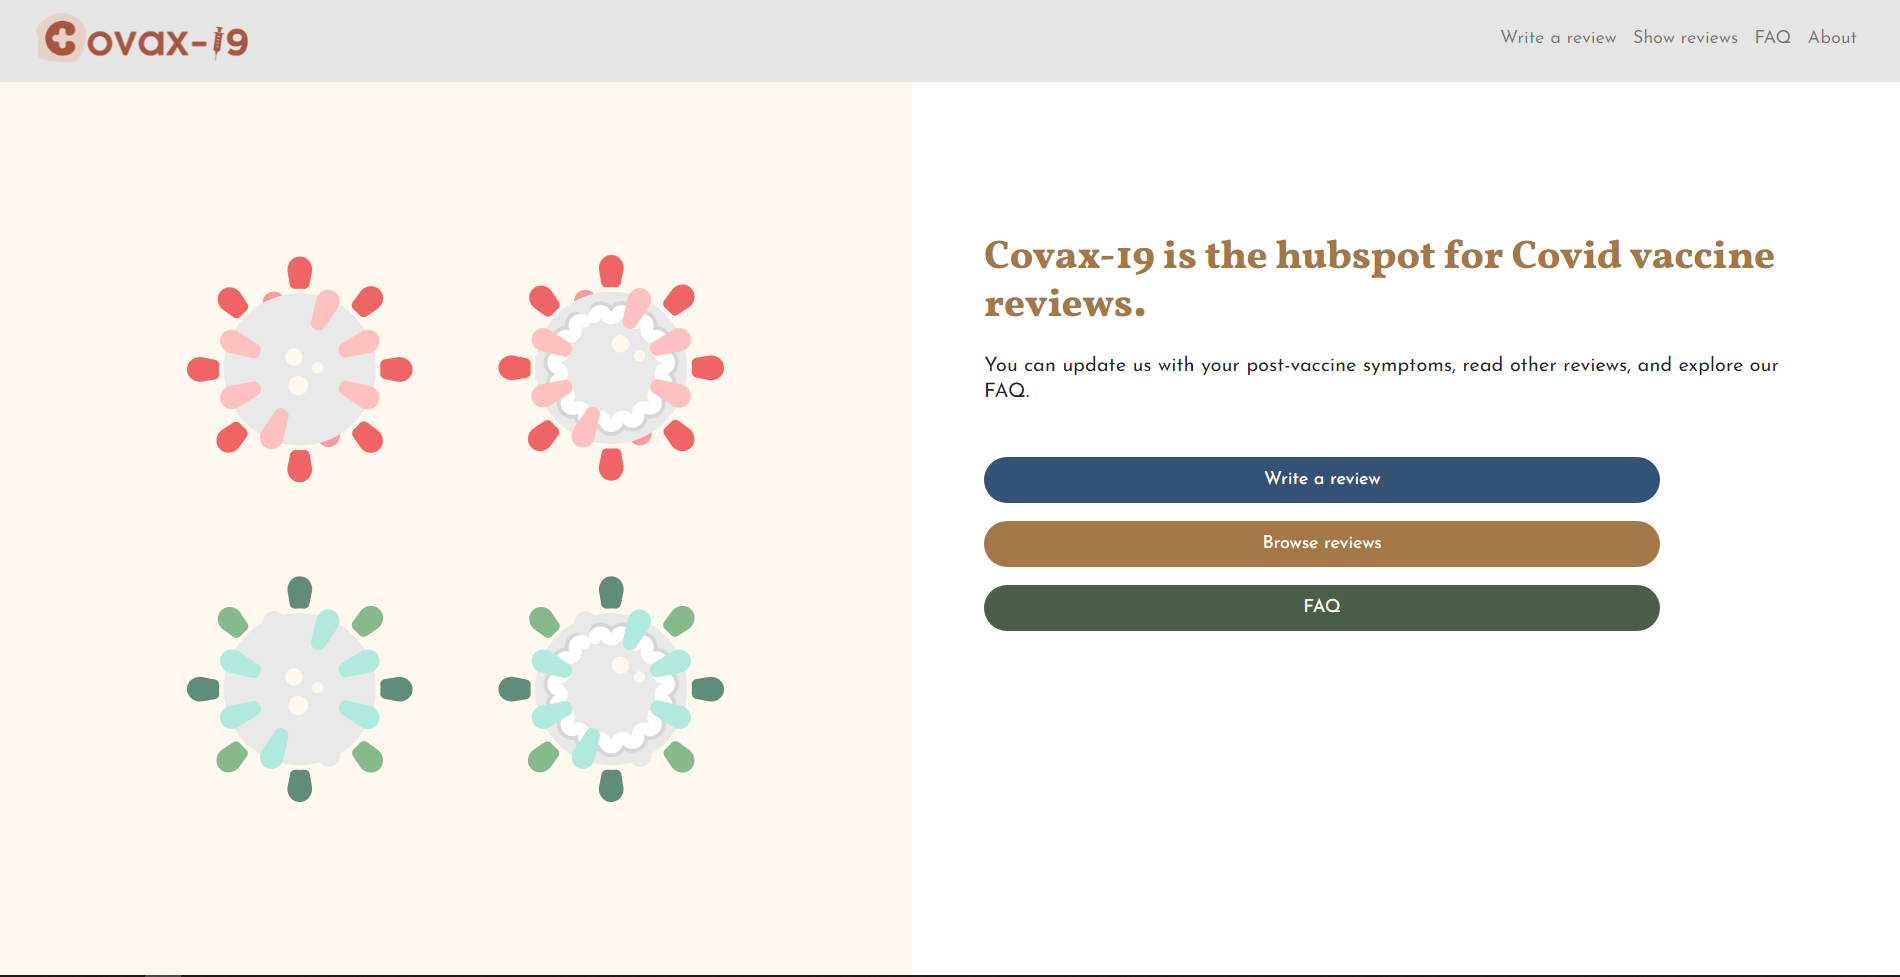 Covax-19
Write a review Show reviews FAQ About
Covax-19 is the hubspot for Covid vaccine
reviews.
You can update us with your post-vaccine symptoms, read other reviews, and explore our
FAQ.
Write a review
Browse reviews
FAQ